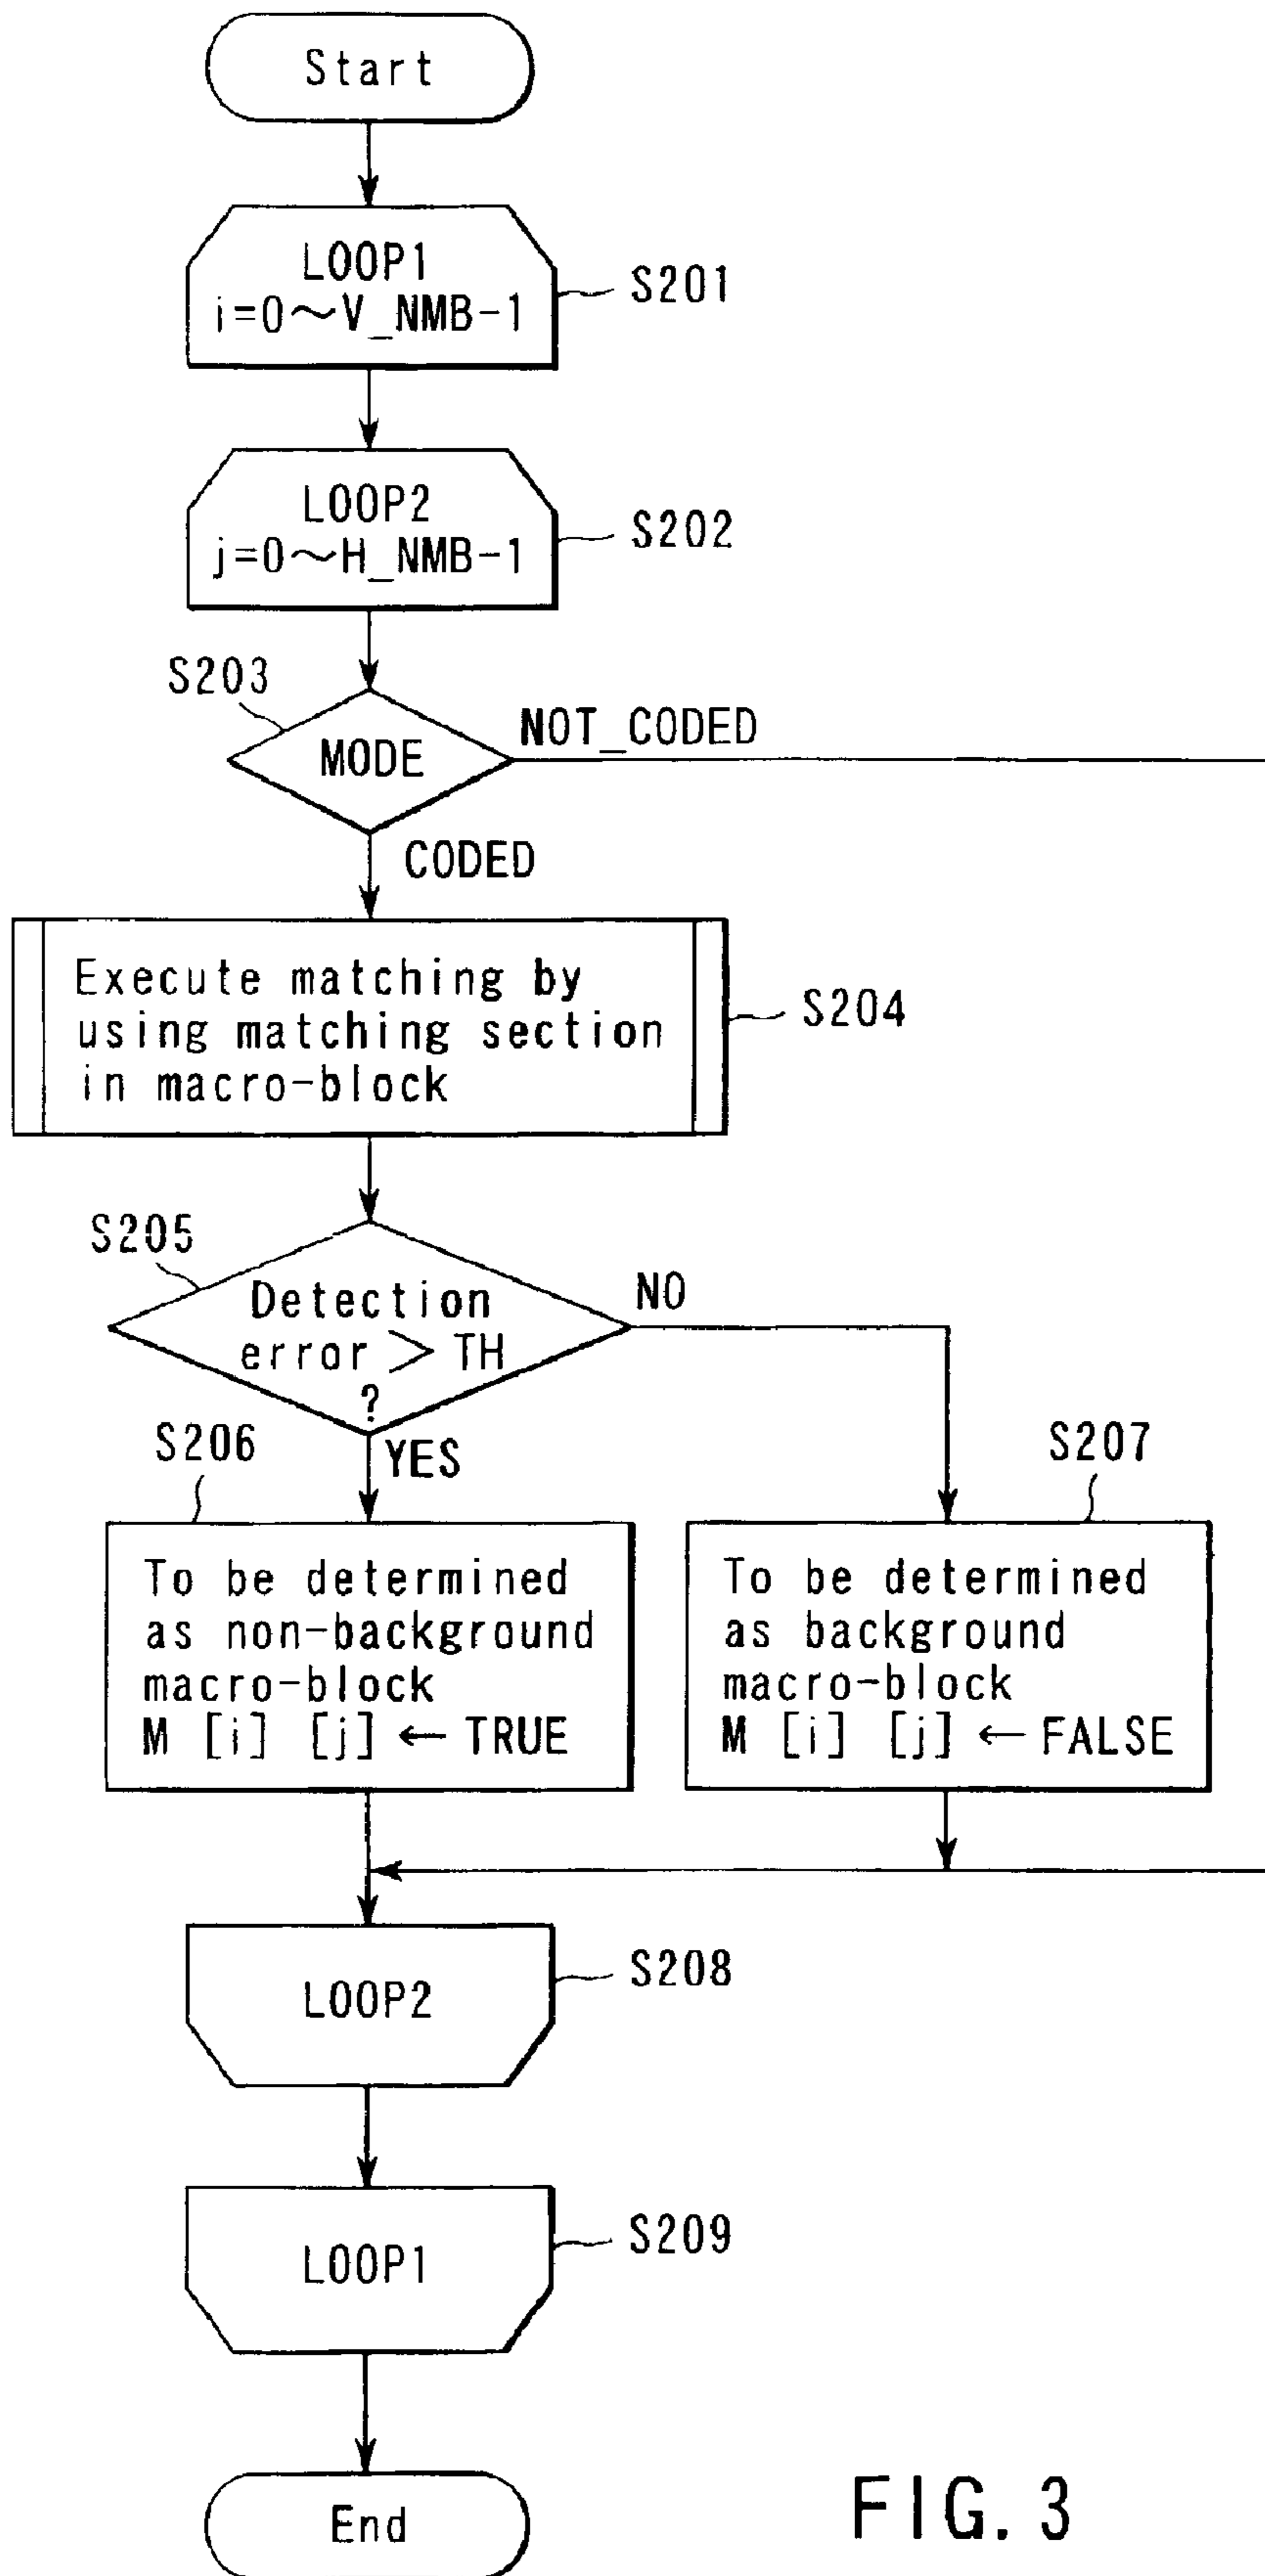 Start
LOOP1
i=0～V_NMB-1
S201
LOOP2
j=0～H_NMB-1
S202
S203
MODE
NOT_CODED
CODED
Execute matching by
using matching section
in macro-block
S204
S205
Detection
error > TH
?
NO
YES
S206
To be determined
as non-background
macro-block
M [i] [j] ← TRUE
S207
To be determined
as background
macro-block
M [i] [j] ← FALSE
LOOP2
S208
LOOP1
S209
End
FIG. 3